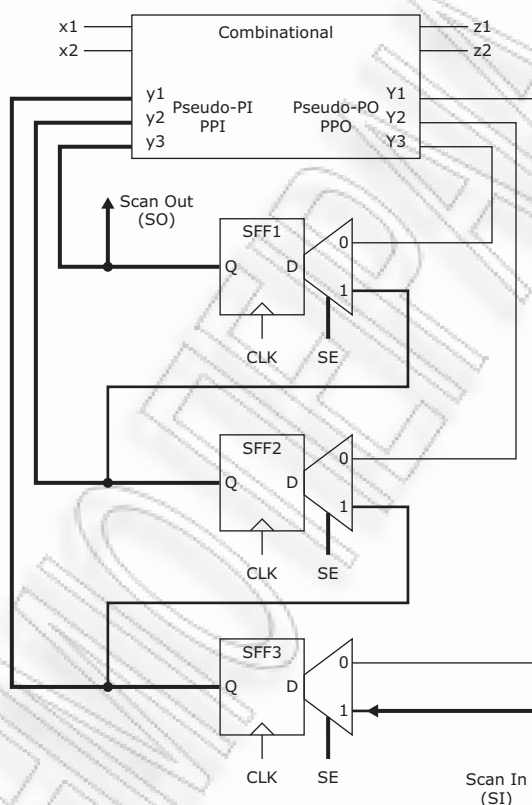 x1
x2
Combinational
z1
z2
y1
y2
y3
Pseudo-PI
PPI
Pseudo-PO
PPO
Y1
Y2
Y3
Scan Out
(SO)
SFF1
Q
D
0
1
CLK
SE
SFF2
Q
D
0
1
CLK
SE
SFF3
Q
D
0
1
CLK
SE
Scan In
(SI)